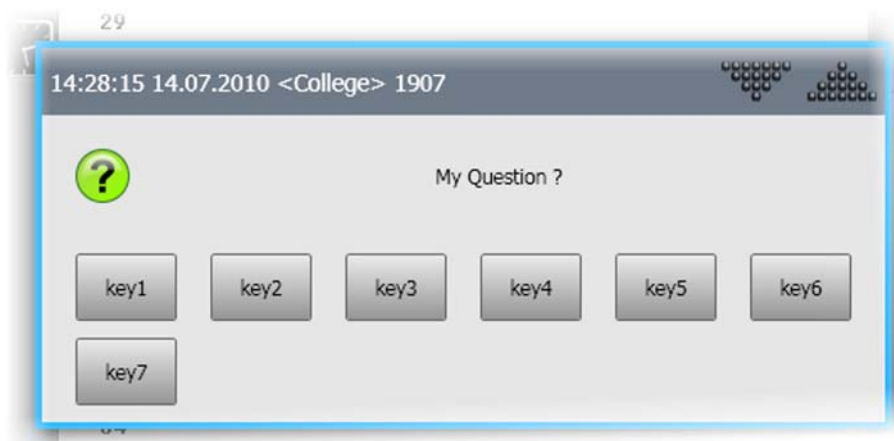 29
14:28:15 14.07.2010 <College> 1907
?
My Question ?
key1 key2 key3 key4 key5 key6
key7